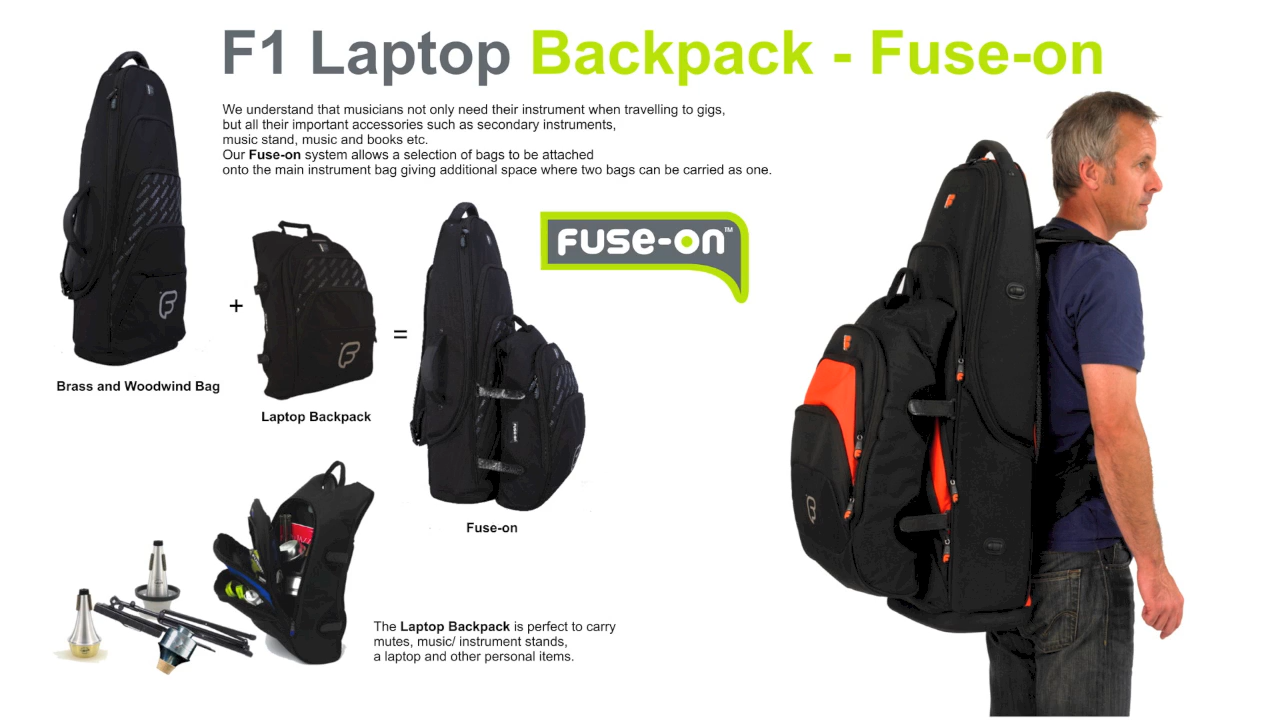 F1 Laptop Backpack - Fuse-on
We understand that musicians not only need their instrument when travelling to gigs,
but all their important accessories such as secondary instruments,
music stand, music and books etc.
Our Fuse-on system allows a selection of bags to be attached
onto the main instrument bag giving additional space where two bags can be carried as one.
FUSE-on™
+
=
Brass and Woodwind Bag
Laptop Backpack
FUSE-on
Fuse-on
The Laptop Backpack is perfect to carry
mutes, music/ instrument stands,
a laptop and other personal items.